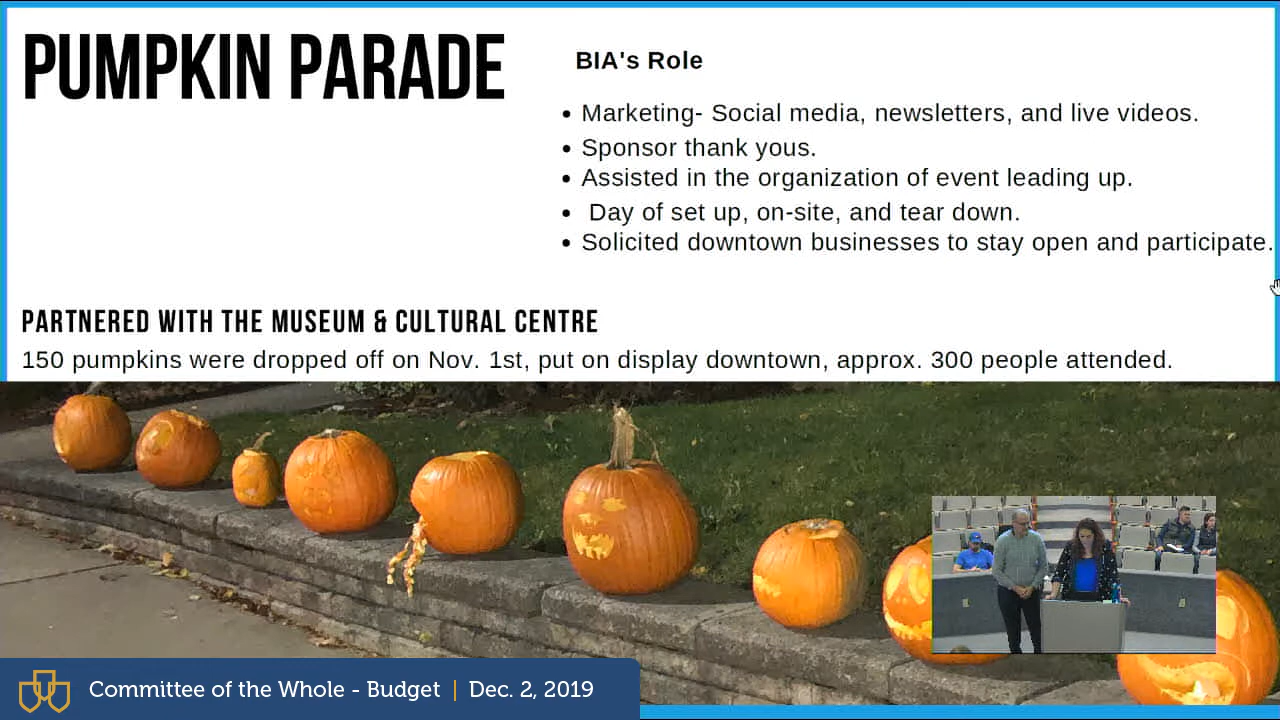 PUMPKIN PARADE
BIA's Role
• Marketing- Social media, newsletters, and live videos.
• Sponsor thank yous.
• Assisted in the organization of event leading up.
• Day of set up, on-site, and tear down.
• Solicited downtown businesses to stay open and participate.
PARTNERED WITH THE MUSEUM & CULTURAL CENTRE
150 pumpkins were dropped off on Nov. 1st, put on display downtown, approx. 300 people attended.
Committee of the Whole - Budget | Dec. 2, 2019